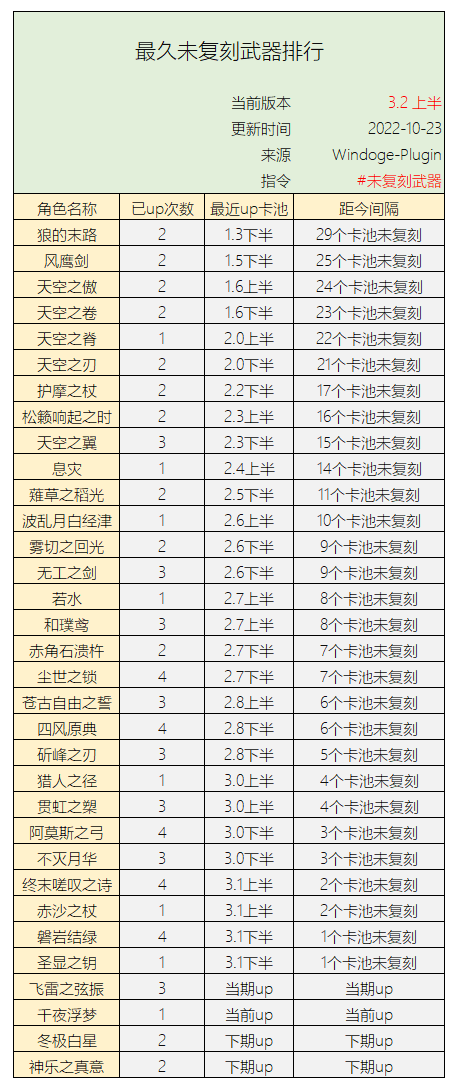 最久未复刻武器排行
当前版本 3.2 上半
更新时间 2022-10-23
来源 Windoge-Plugin
指令 #未复刻武器
角色名称 已up次数 最近up卡池 距今间隔
狼的末路 2 1.3下半 29个卡池未复刻
风鹰剑 2 1.5下半 25个卡池未复刻
天空之傲 2 1.6上半 24个卡池未复刻
天空之卷 2 1.6下半 23个卡池未复刻
天空之脊 1 2.0上半 22个卡池未复刻
天空之刃 2 2.0下半 21个卡池未复刻
护摩之杖 2 2.2下半 17个卡池未复刻
松籁响起之时 2 2.3上半 16个卡池未复刻
天空之翼 3 2.3下半 15个卡池未复刻
息灾 1 2.4上半 14个卡池未复刻
薙草之稻光 2 2.5下半 11个卡池未复刻
波乱月白经津 1 2.6上半 10个卡池未复刻
雾切之回光 2 2.6下半 9个卡池未复刻
无工之剑 3 2.6下半 9个卡池未复刻
若水 1 2.7上半 8个卡池未复刻
和璞鸢 3 2.7上半 8个卡池未复刻
赤角石溃杵 2 2.7下半 7个卡池未复刻
尘世之锁 4 2.7下半 7个卡池未复刻
苍古自由之誓 3 2.8上半 6个卡池未复刻
四风原典 4 2.8下半 6个卡池未复刻
斫峰之刃 3 2.8下半 5个卡池未复刻
猎人之径 1 3.0上半 4个卡池未复刻
贯虹之槊 3 3.0上半 4个卡池未复刻
阿莫斯之弓 4 3.0下半 3个卡池未复刻
不灭月华 3 3.0下半 3个卡池未复刻
终末嗟叹之诗 4 3.1上半 2个卡池未复刻
赤沙之杖 1 3.1上半 2个卡池未复刻
磐岩结绿 4 3.1下半 1个卡池未复刻
圣显之钥 1 3.1下半 1个卡池未复刻
飞雷之弦振 3 当期up 当期up
千夜浮梦 1 当前up 当前up
冬极白星 2 下期up 下期up
神乐之真意 2 下期up 下期up